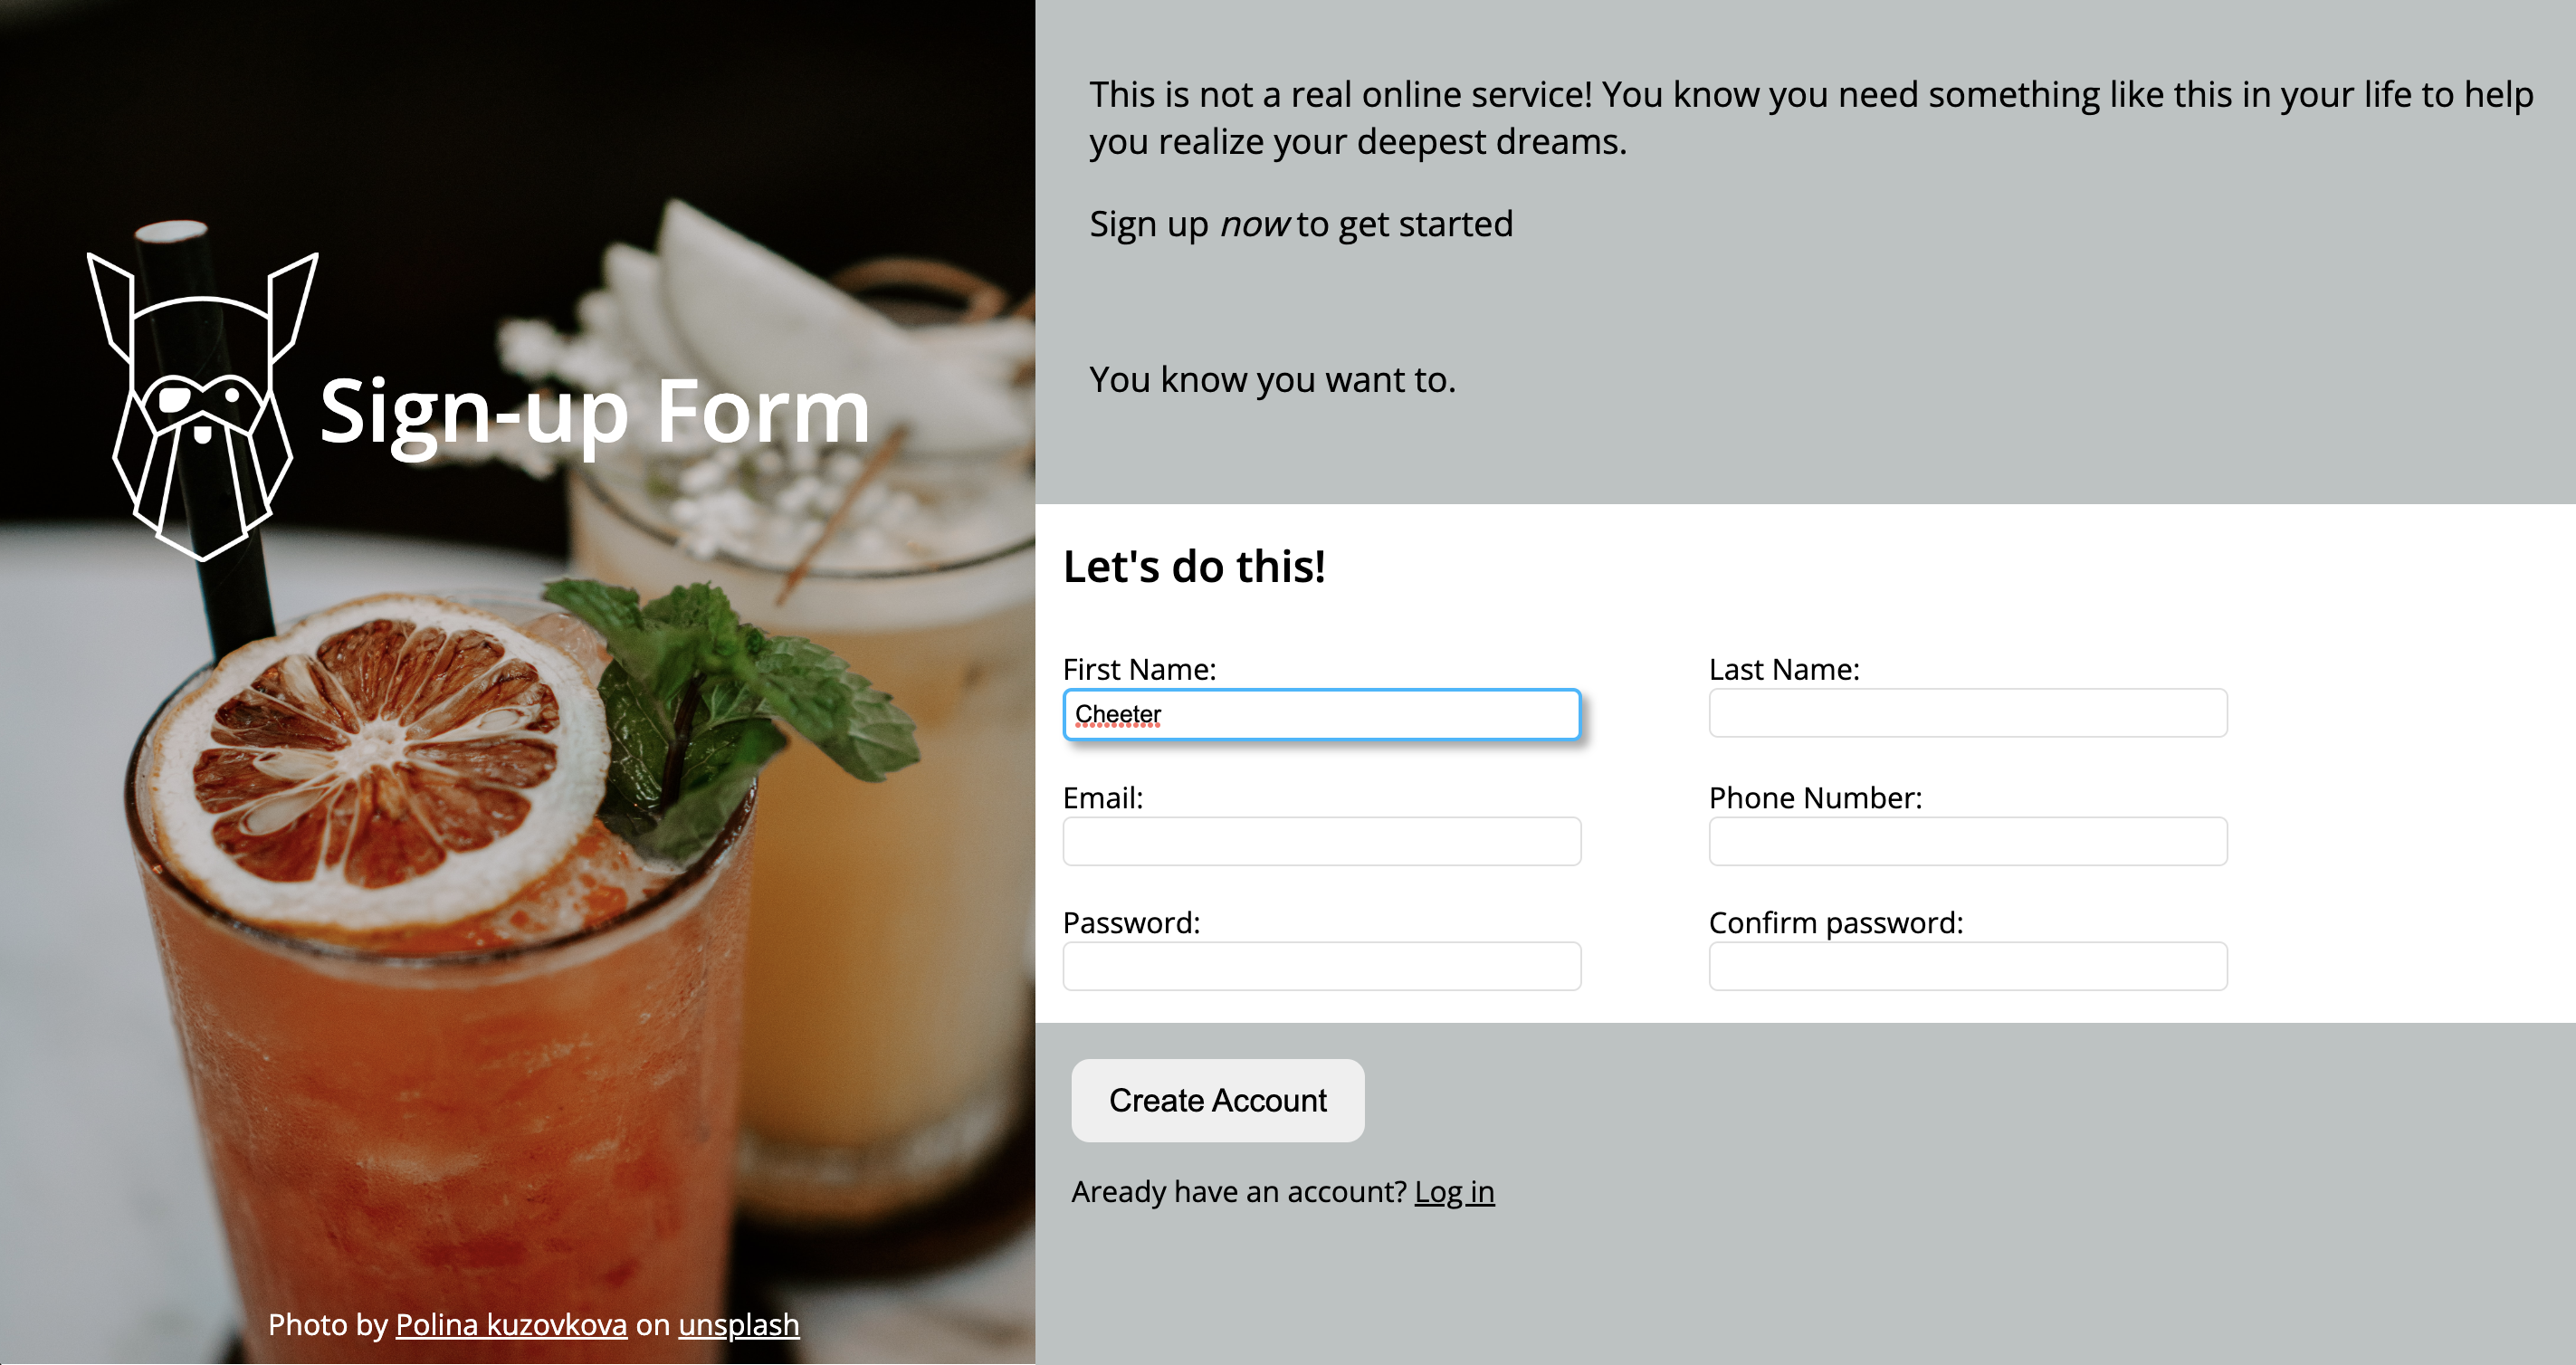 Sign-up Form
Photo by Polina kuzovkova on unsplash
This is not a real online service! You know you need something like this in your life to help
you realize your deepest dreams.
Sign up now to get started
You know you want to.
Let's do this!
First Name:
Cheeter
Last Name:
Email:
Phone Number:
Password:
Confirm password:
Create Account
Aready have an account? Log in